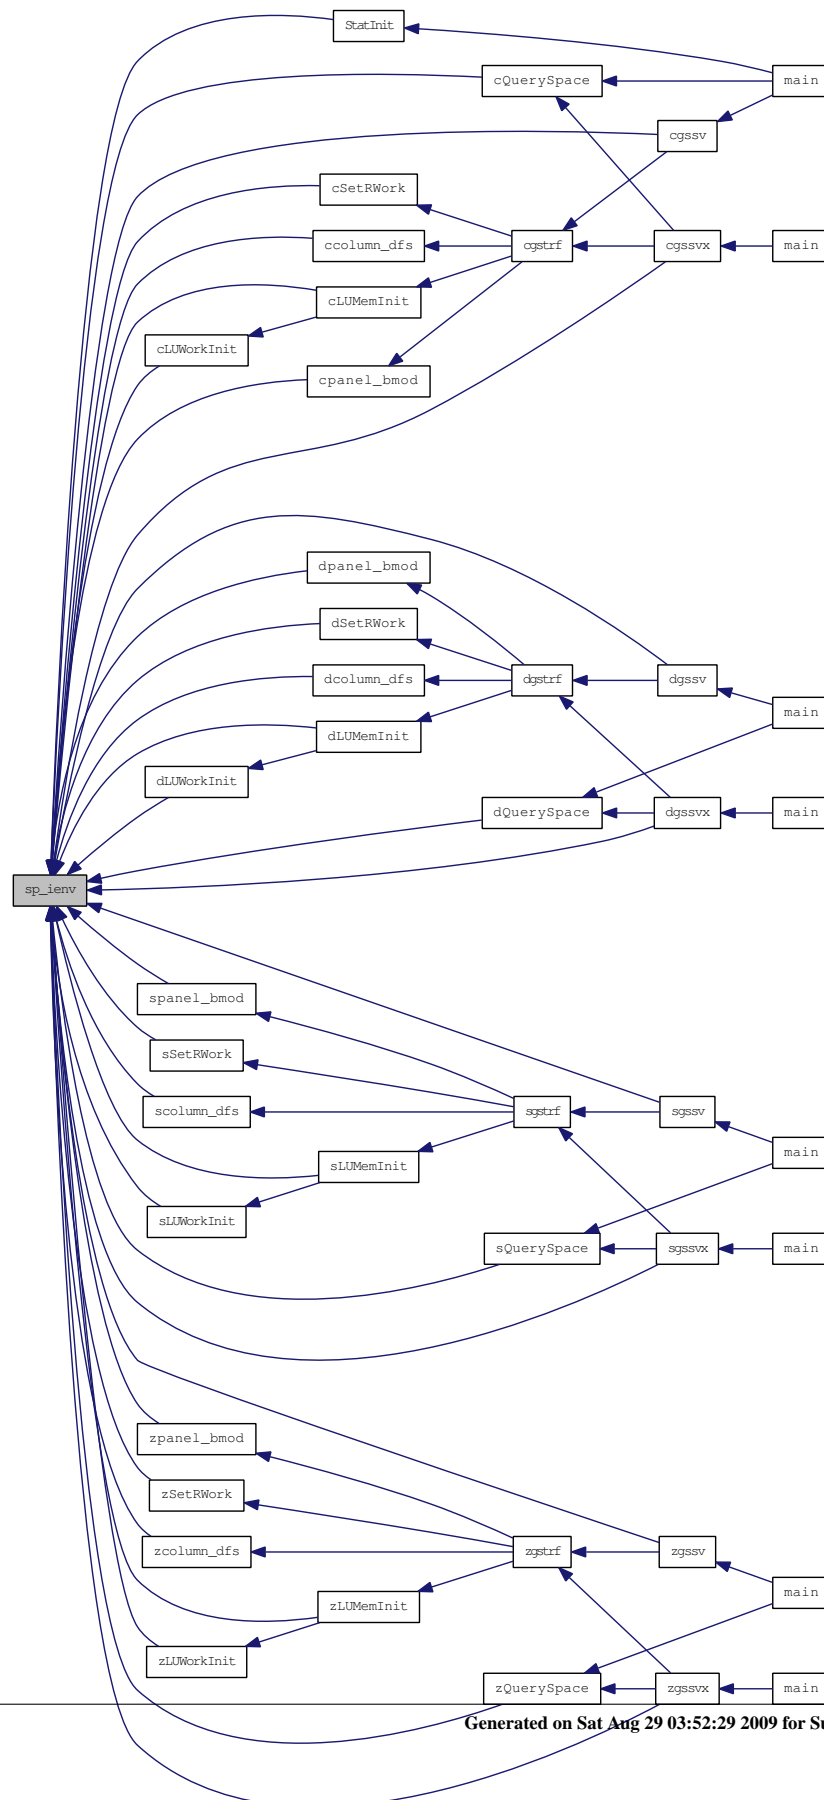 StatInit
cQuerySpace
main
cgssv
cSetRWork
ccolumn_dfs
cgstrf
cgssvx
main
cLUMemInit
cLUWorkInit
cpanel_bmod
dpanel_bmod
dSetRWork
dcolumn_dfs
dgstrf
dgssv
main
dLUMemInit
dLUWorkInit
dQuerySpace
dgssvx
main
sp_ienv
spanel_bmod
sSetRWork
scolumn_dfs
sgstrf
sgssv
main
sLUMemInit
sLUWorkInit
sQuerySpace
sgssvx
main
zpanel_bmod
zSetRWork
zcolumn_dfs
zgstrf
zgssv
main
zLUMemInit
zLUWorkInit
zQuerySpace
zgssvx
main
Generated on Sat Aug 29 03:52:29 2009 for Su